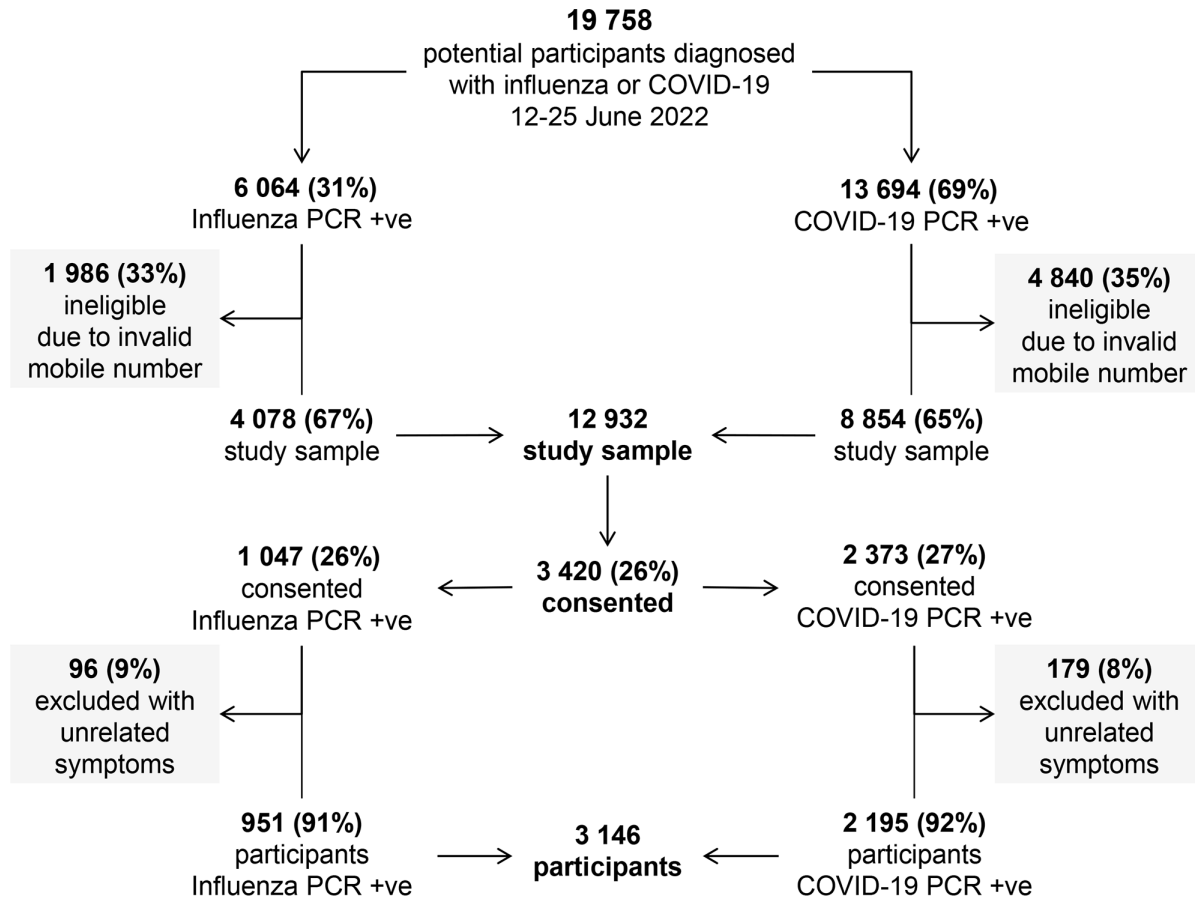 19 758
potential participants diagnosed
with influenza or COVID-19
12-25 June 2022
6 064 (31%)
Influenza PCR +ve
13 694 (69%)
COVID-19 PCR +ve
1 986 (33%)
ineligible
due to invalid
mobile number
4 840 (35%)
ineligible
due to invalid
mobile number
4 078 (67%)
study sample
12 932
study sample
8 854 (65%)
study sample
1 047 (26%)
consented
Influenza PCR +ve
3 420 (26%)
consented
2 373 (27%)
consented
COVID-19 PCR +ve
96 (9%)
excluded with
unrelated
symptoms
179 (8%)
excluded with
unrelated
symptoms
951 (91%)
participants
Influenza PCR +ve
3 146
participants
2 195 (92%)
participants
COVID-19 PCR +ve